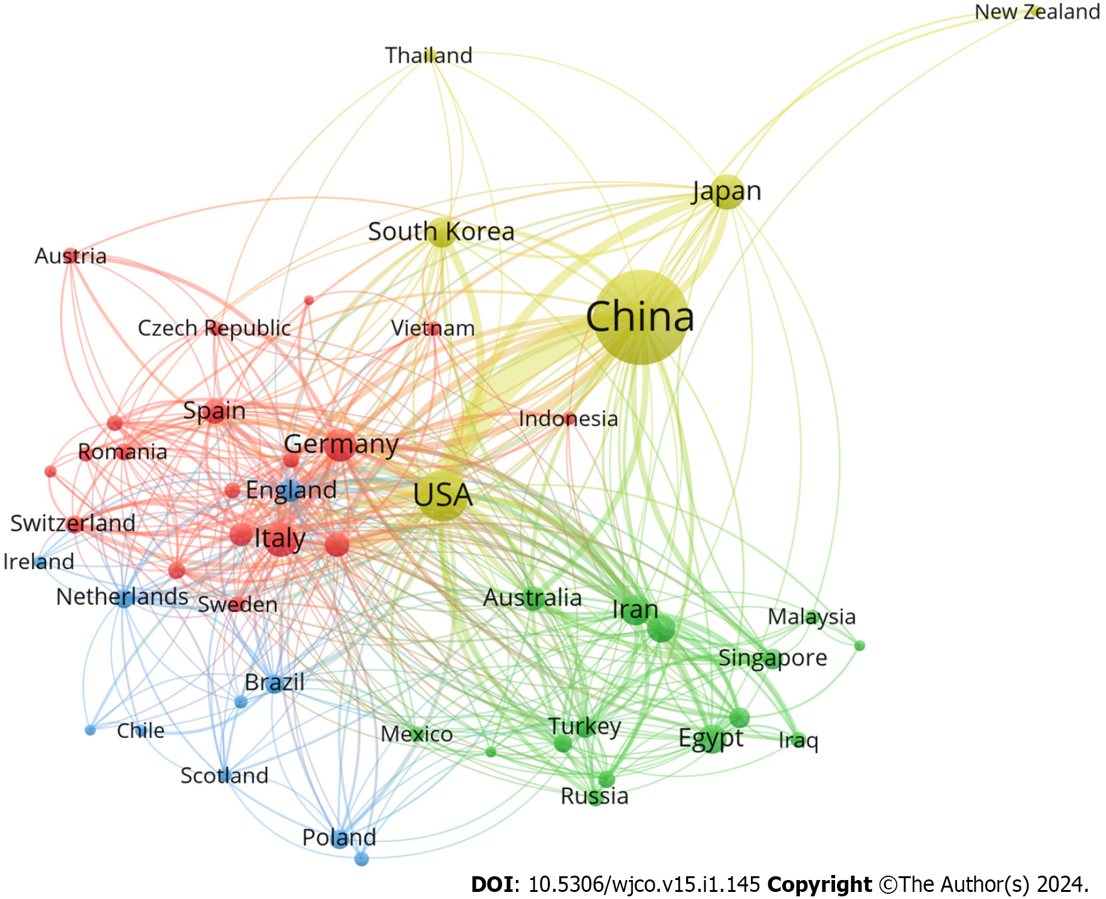 New Zealand
Thailand
Japan
South Korea
Austria
China
Czech Republic
Vietnam
Spain
Indonesia
Germany
Romania
England
USA
Switzerland
Italy
Ireland
Netherlands
Sweden
Australia
Iran
Malaysia
Singapore
Brazil
Chile
Mexico
Turkey
Egypt
Iraq
Scotland
Russia
Poland
DOI: 10.5306/wjco.v15.i1.145 Copyright ©The Author(s) 2024.